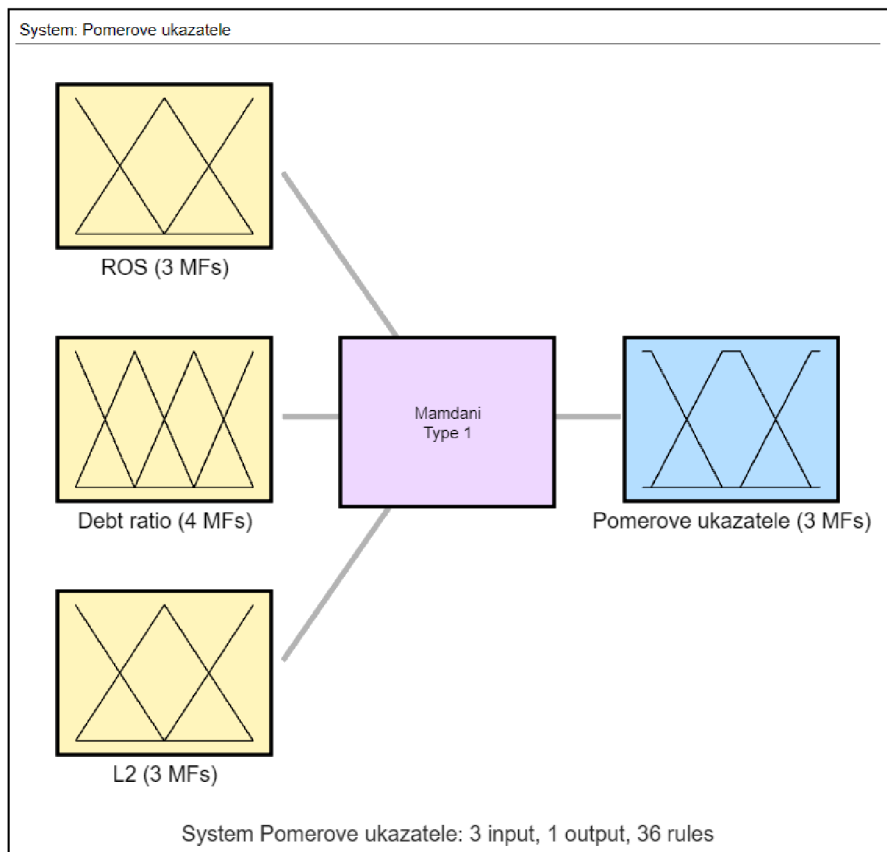 System: Pomerove ukazatele
ROS (3 MFs)
Debt ratio (4 MFs)
L2 (3 MFs)
Mamdani
Type 1
Pomerove ukazatele (3 MFs)
System Pomerove ukazatele: 3 input, 1 output, 36 rules